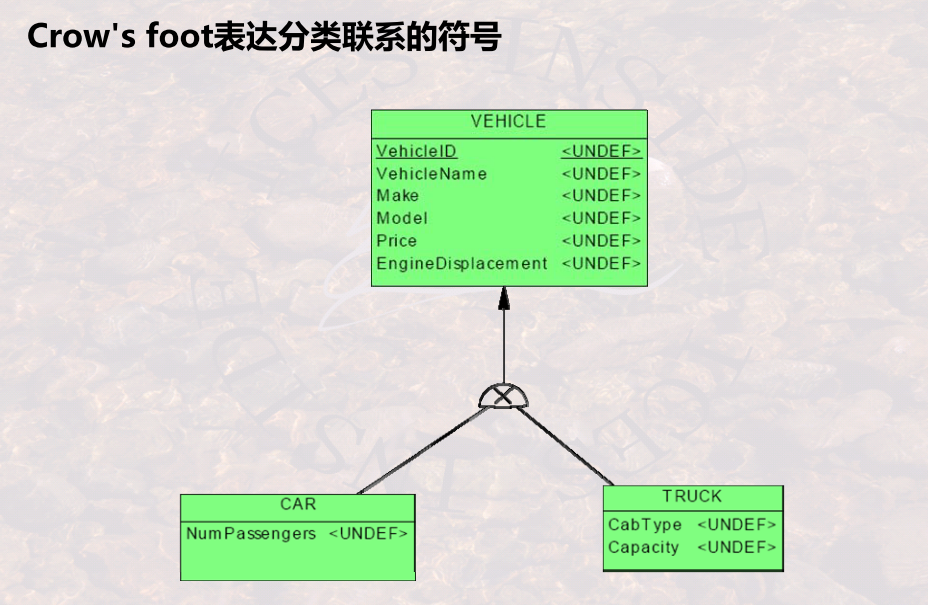 Crow's foot表达分类联系的符号
VEHICLE
VehicleID <UNDEF>
VehicleName <UNDEF>
Make <UNDEF>
Model <UNDEF>
Price <UNDEF>
EngineDisplacement <UNDEF>
CAR
NumPassengers <UNDEF>
TRUCK
CabType <UNDEF>
Capacity <UNDEF>